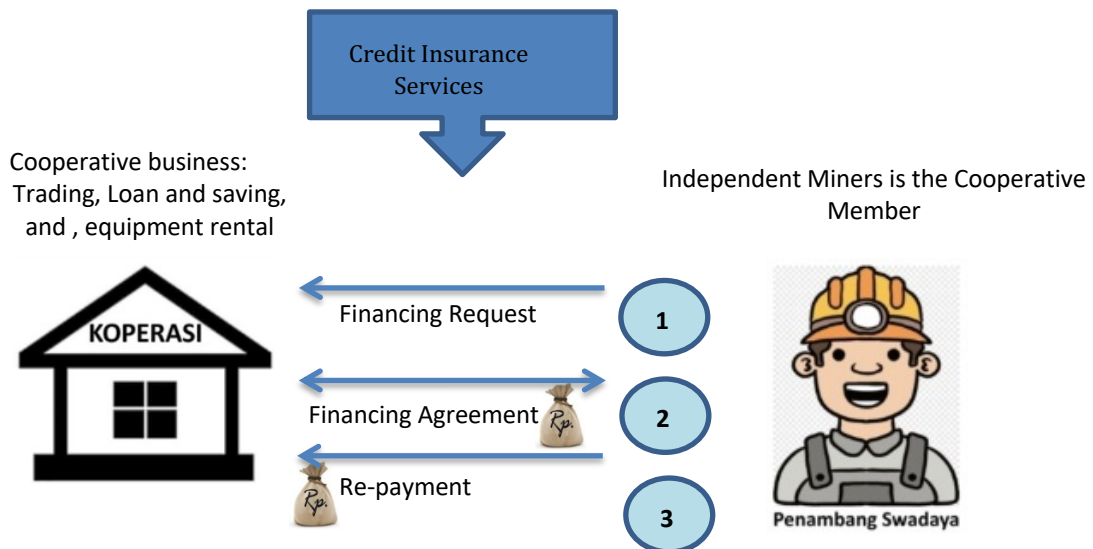 Credit Insurance
Services
Cooperative business:
Trading, Loan and saving,
and , equipment rental
Independent Miners is the Cooperative
Member
KOPERASI
Financing Request
1
Financing Agreement
Rp.
2
Rp.
Re-payment
3
Penambang Swadaya